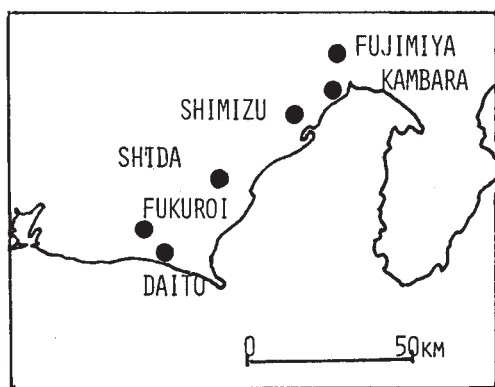 FUJIMIYA
KAMBARA
SHIMIZU
SHIDA
FUKUROI
DAITO
0 50KM